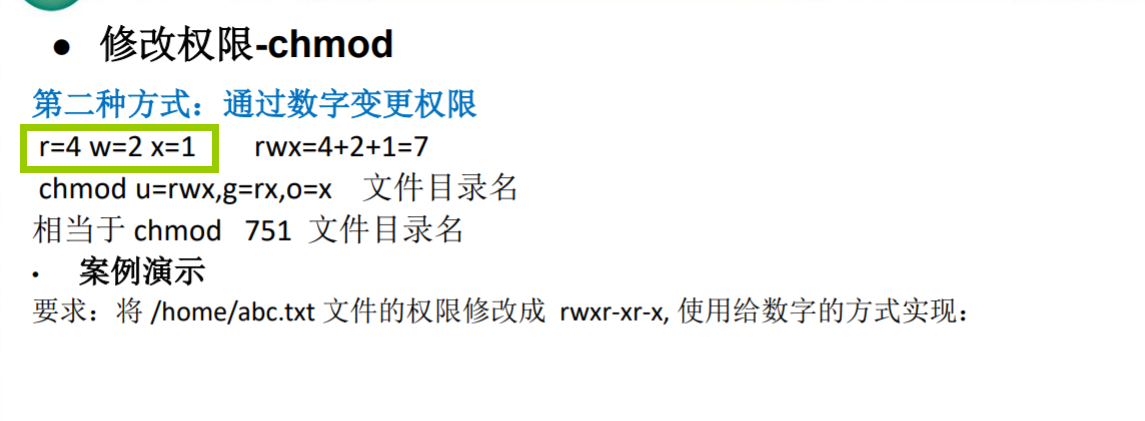 ● 修改权限-chmod
第二种方式：通过数字变更权限
r=4 w=2 x=1 rwx=4+2+1=7
chmod u=rwx,g=rx,o=x 文件目录名
相当于 chmod 751 文件目录名
• 案例演示
要求：将 /home/abc.txt 文件的权限修改成 rwxr-xr-x, 使用给数字的方式实现：